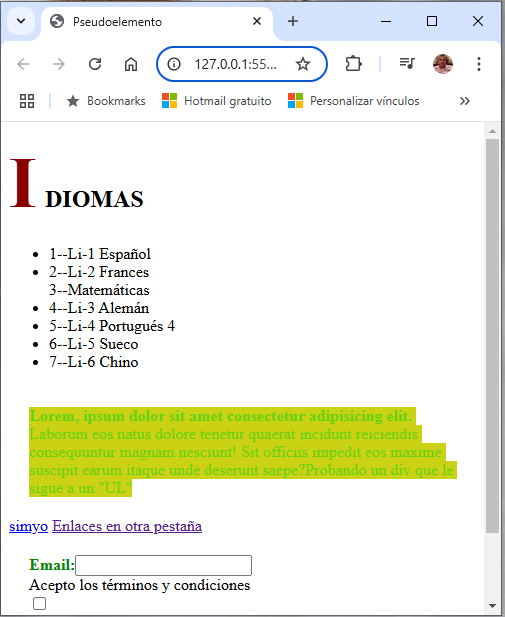 Pseudoelemento
127.0.0.1:55...
Bookmarks
Hotmail gratuito
Personalizar vínculos
I DIOMAS
1--Li-1 Español
2--Li-2 Frances
3--Matemáticas
4--Li-3 Alemán
5--Li-4 Portugués 4
6--Li-5 Sueco
7--Li-6 Chino
Lorem, ipsum dolor sit amet consectetur adipisicing elit.
Laborum eos natus dolore tenetur quaerat incidunt reiciendis
consequuntur magnam nesciunt! Sit officiis impedit eos maxime
suscipit earum itaque unde deserunt saepe?Probando un div que le
sigue a un "UL"
simyo Enlaces en otra pestaña
Email:
Acepto los términos y condiciones